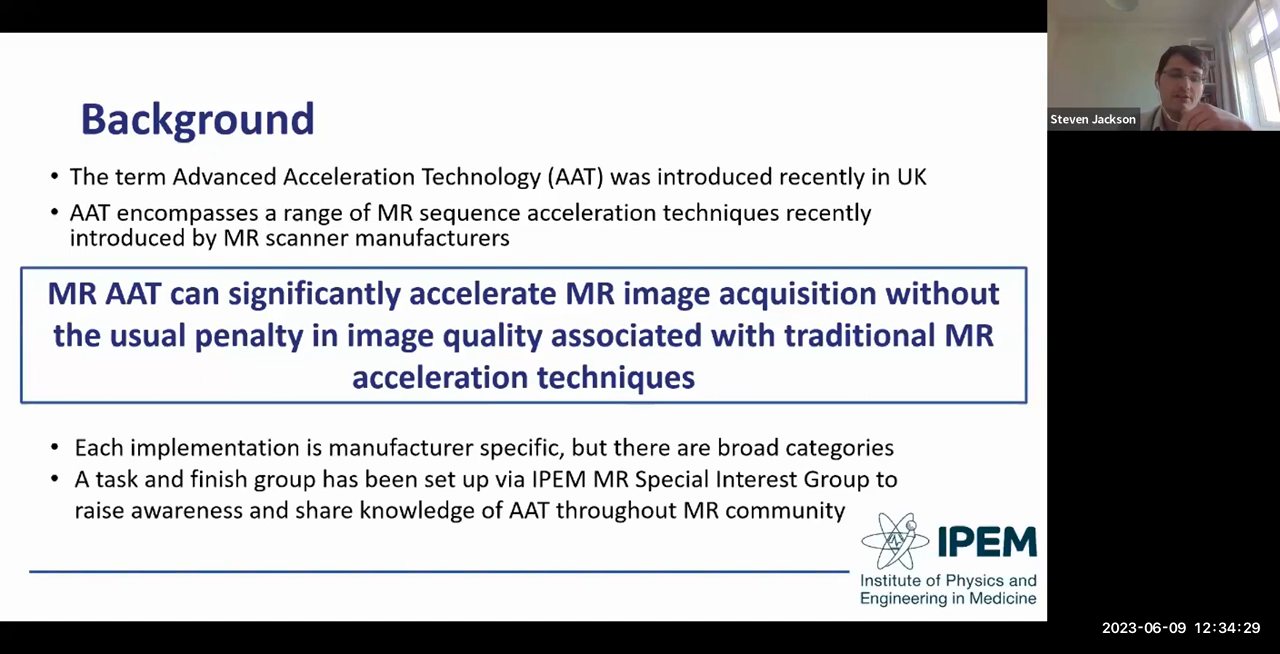 Background
• The term Advanced Acceleration Technology (AAT) was introduced recently in UK
• AAT encompasses a range of MR sequence acceleration techniques recently
introduced by MR scanner manufacturers
MR AAT can significantly accelerate MR image acquisition without
the usual penalty in image quality associated with traditional MR
acceleration techniques
• Each implementation is manufacturer specific, but there are broad categories
• A task and finish group has been set up via IPEM MR Special Interest Group to
raise awareness and share knowledge of AAT throughout MR community
IPEM
Institute of Physics and
Engineering in Medicine
Steven Jackson
2023-06-09 12:34:29